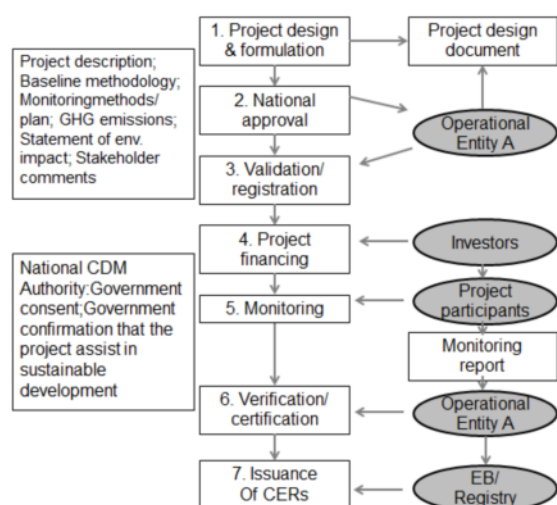 1. Project design
& formulation
Project design
document
Project description;
Baseline methodology;
Monitoringmethods/
plan; GHG emissions;
Statement of env.
impact; Stakeholder
comments
2. National
approval
Operational
Entity A
3. Validation/
registration
4. Project
financing
Investors
National CDM
Authority:Government
consent;Government
confirmation that the
project assist in
sustainable
development
5. Monitoring
Project
participants
Monitoring
report
6. Verification/
certification
Operational
Entity A
7. Issuance
Of CERs
EB/
Registry